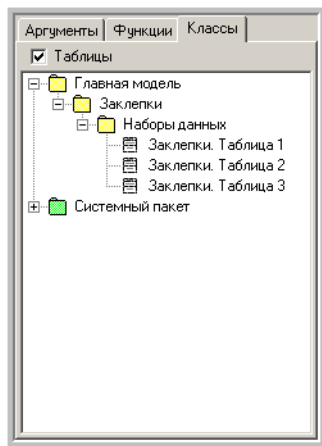 Аргументы Функции Классы
Таблицы
Главная модель
Заклепки
Наборы данных
Заклепки. Таблица 1
Заклепки. Таблица 2
Заклепки. Таблица 3
Системный пакет